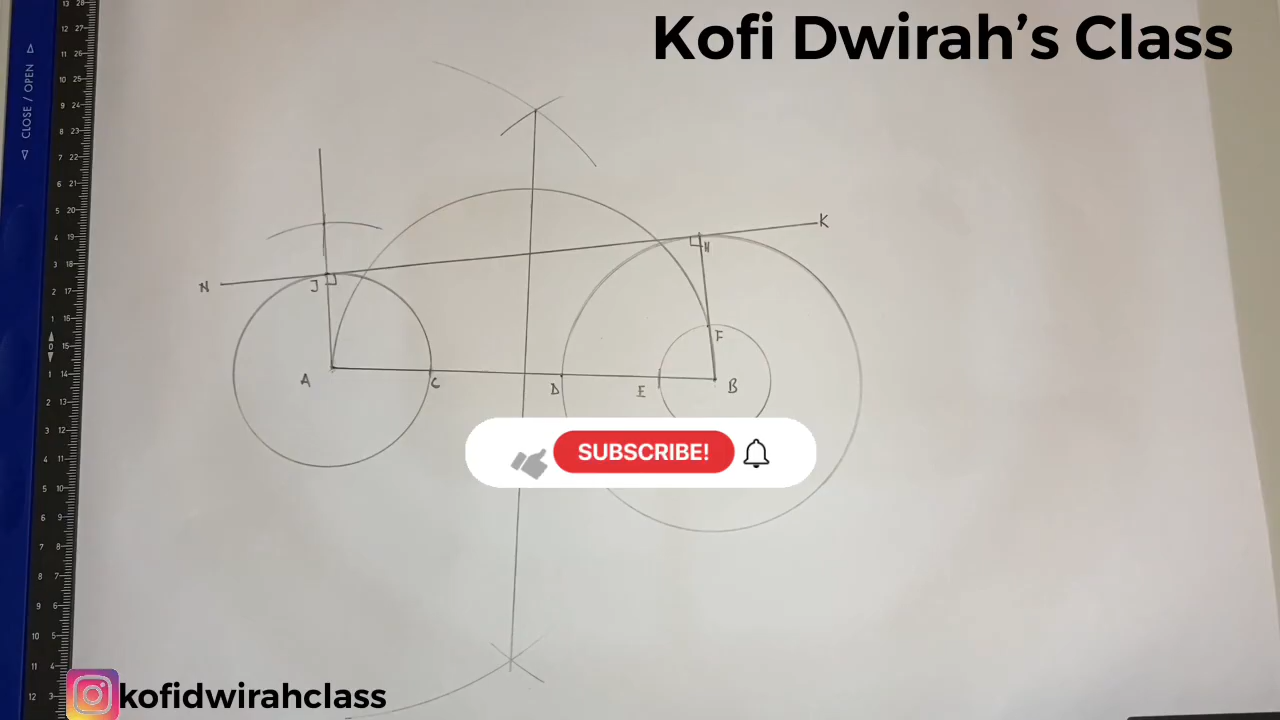 Kofi Dwirah's Class
CLOSE / OPEN
K
N
J
H
F
A
C
D
E
B
SUBSCRIBE!
kofidwirahclass